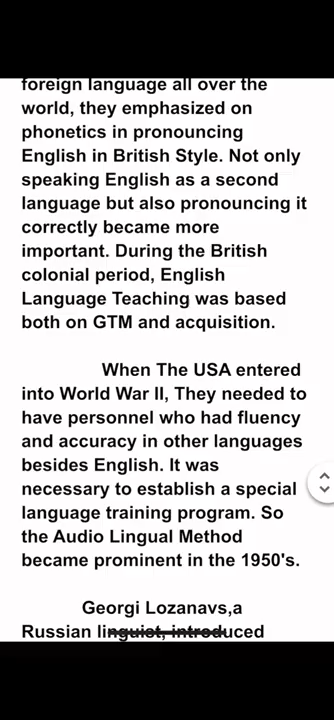 foreign language all over the
world, they emphasized on
phonetics in pronouncing
English in British Style. Not only
speaking English as a second
language but also pronouncing it
correctly became more
important. During the British
colonial period, English
Language Teaching was based
both on GTM and acquisition.
When The USA entered
into World War II, They needed to
have personnel who had fluency
and accuracy in other languages
besides English. It was
necessary to establish a special
language training program. So
the Audio Lingual Method
became prominent in the 1950's.
Georgi Lozanavs,a
Russian linguist, introduced